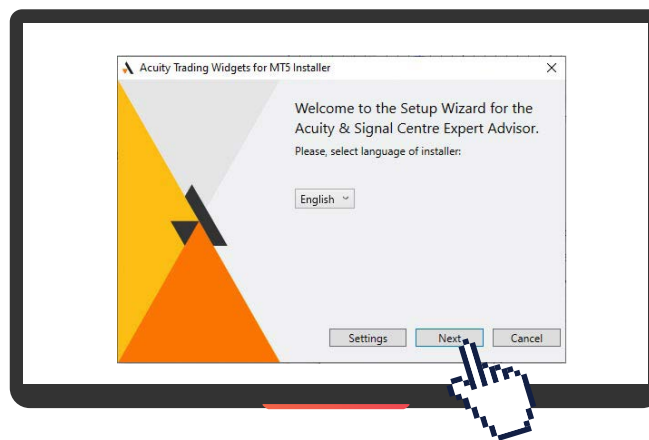 Acuity Trading Widgets for MT5 Installer
Welcome to the Setup Wizard for the
Acuity & Signal Centre Expert Advisor.
Please, select language of installer:
English
Settings
Next
Cancel